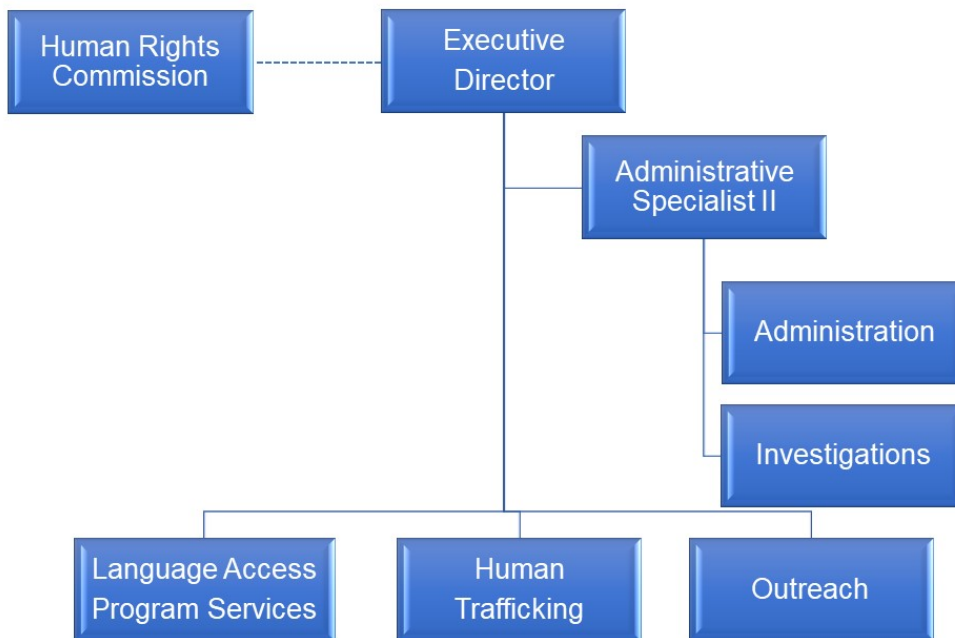 Human Rights
Commission
Executive
Director
Administrative
Specialist II
Administration
Investigations
Language Access
Program Services
Human
Trafficking
Outreach